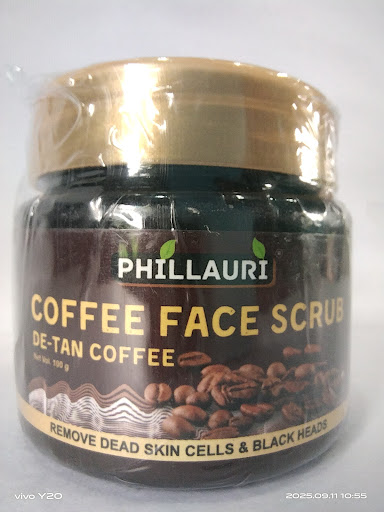 PHILLAURI
COFFEE FACE SCRUB
DE-TAN COFFEE
Net Vol. 100 g
REMOVE DEAD SKIN CELLS & BLACK HEADS
vivo Y20
2025.09.11 10:55